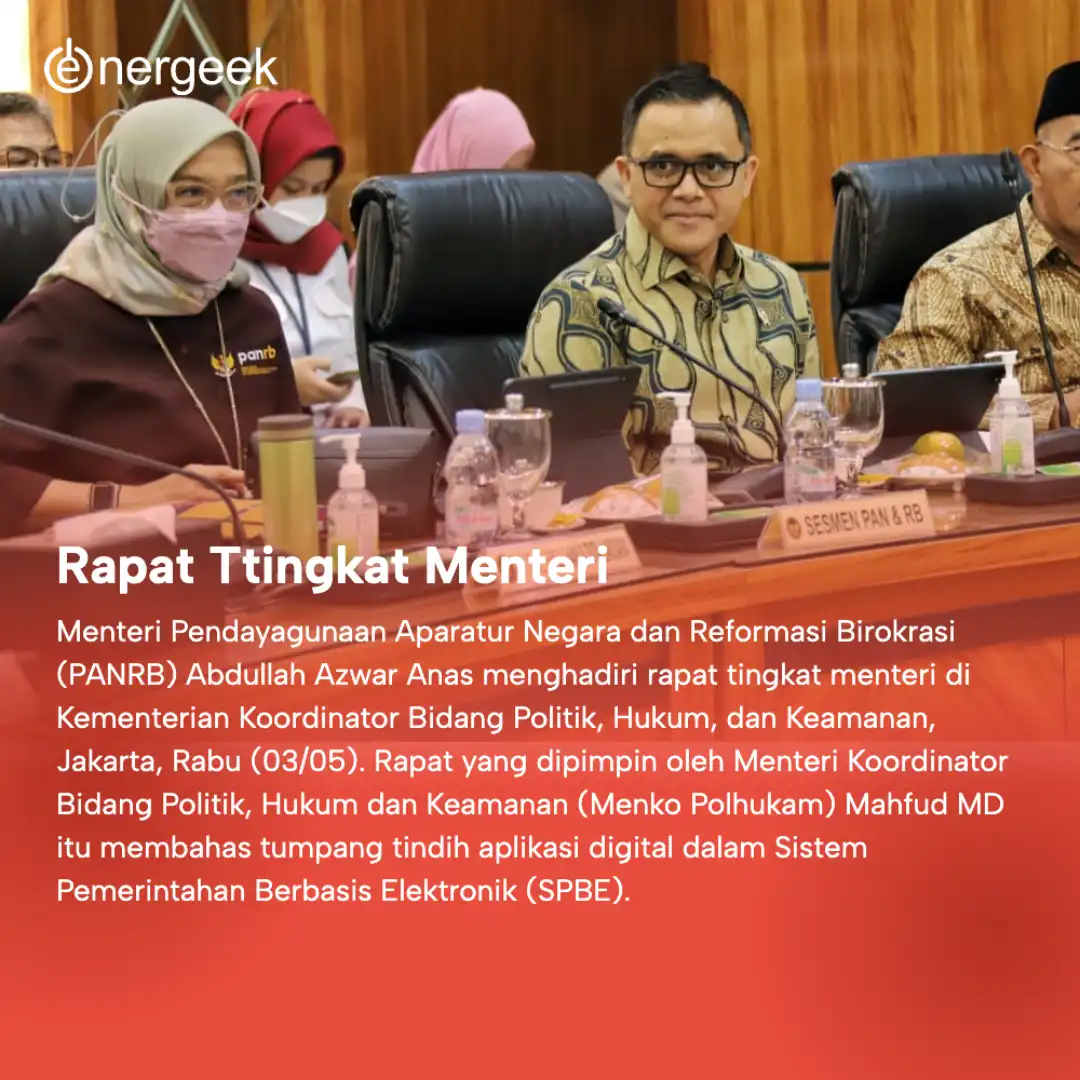 energeek
panrb
SESMEN PAN & RB
Rapat Ttingkat Menteri
Menteri Pendayagunaan Aparatur Negara dan Reformasi Birokrasi
(PANRB) Abdullah Azwar Anas menghadiri rapat tingkat menteri di
Kementerian Koordinator Bidang Politik, Hukum, dan Keamanan,
Jakarta, Rabu (03/05). Rapat yang dipimpin oleh Menteri Koordinator
Bidang Politik, Hukum dan Keamanan (Menko Polhukam) Mahfud MD
itu membahas tumpang tindih aplikasi digital dalam Sistem
Pemerintahan Berbasis Elektronik (SPBE).